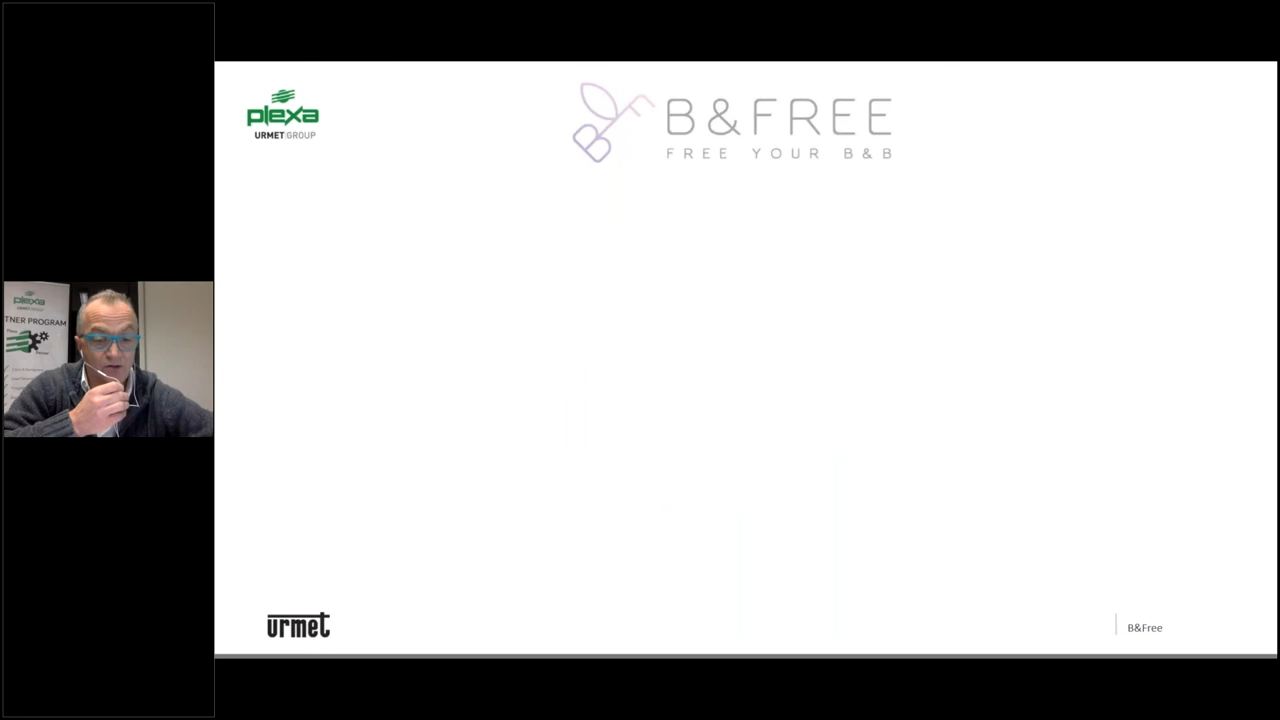 plexa
URMET GROUP
B&FREE
FREE YOUR B&B
plexa
TNER PROGRAM
urmet
B&Free